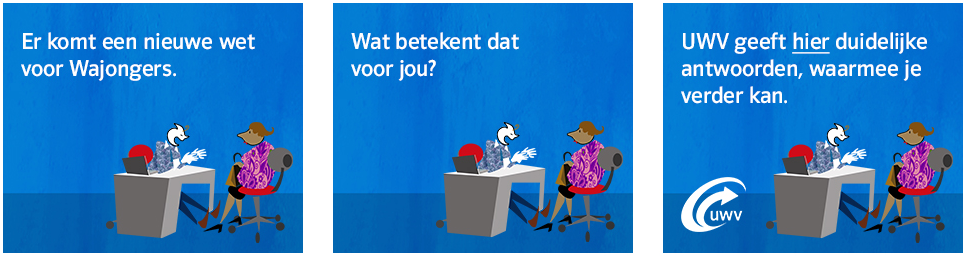 Er komt een nieuwe wet
voor Wajongers.
Wat betekent dat
voor jou?
UWV geeft hier duidelijke
antwoorden, waarmee je
verder kan.
uwv